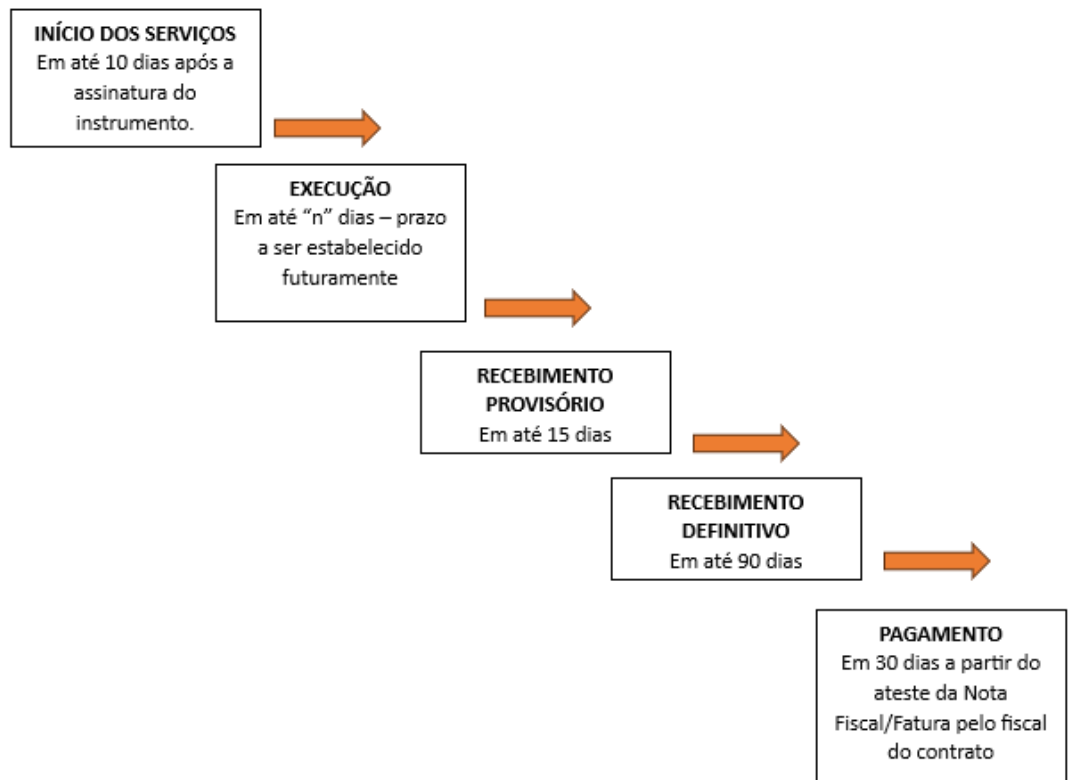 INÍCIO DOS SERVIÇOS
Em até 10 dias após a
assinatura do
instrumento.
EXECUÇÃO
Em até “n” dias – prazo
a ser estabelecido
futuramente
RECEBIMENTO
PROVISÓRIO
Em até 15 dias
RECEBIMENTO
DEFINITIVO
Em até 90 dias
PAGAMENTO
Em 30 dias a partir do
ateste da Nota
Fiscal/Fatura pelo fiscal
do contrato